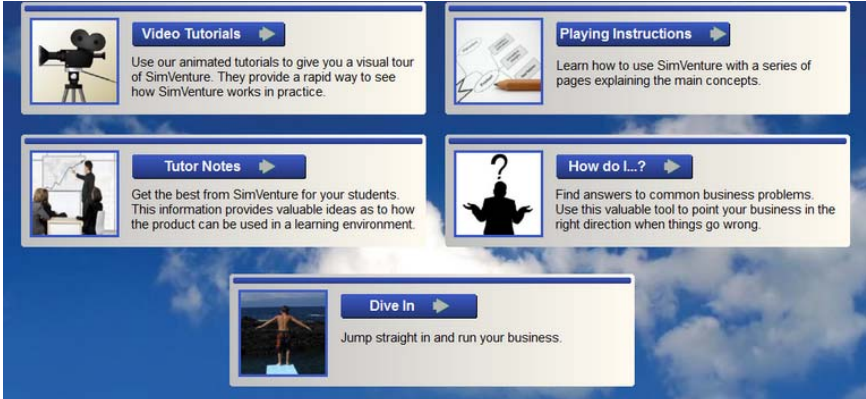 Video Tutorials
Use our animated tutorials to give you a visual tour
of SimVenture. They provide a rapid way to see
how SimVenture works in practice.
Playing Instructions
Learn how to use SimVenture with a series of
pages explaining the main concepts.
Tutor Notes
Get the best from SimVenture for your students.
This information provides valuable ideas as to how
the product can be used in a learning environment.
How do I...?
Find answers to common business problems.
Use this valuable tool to point your business in the
right direction when things go wrong.
Dive In
Jump straight in and run your business.